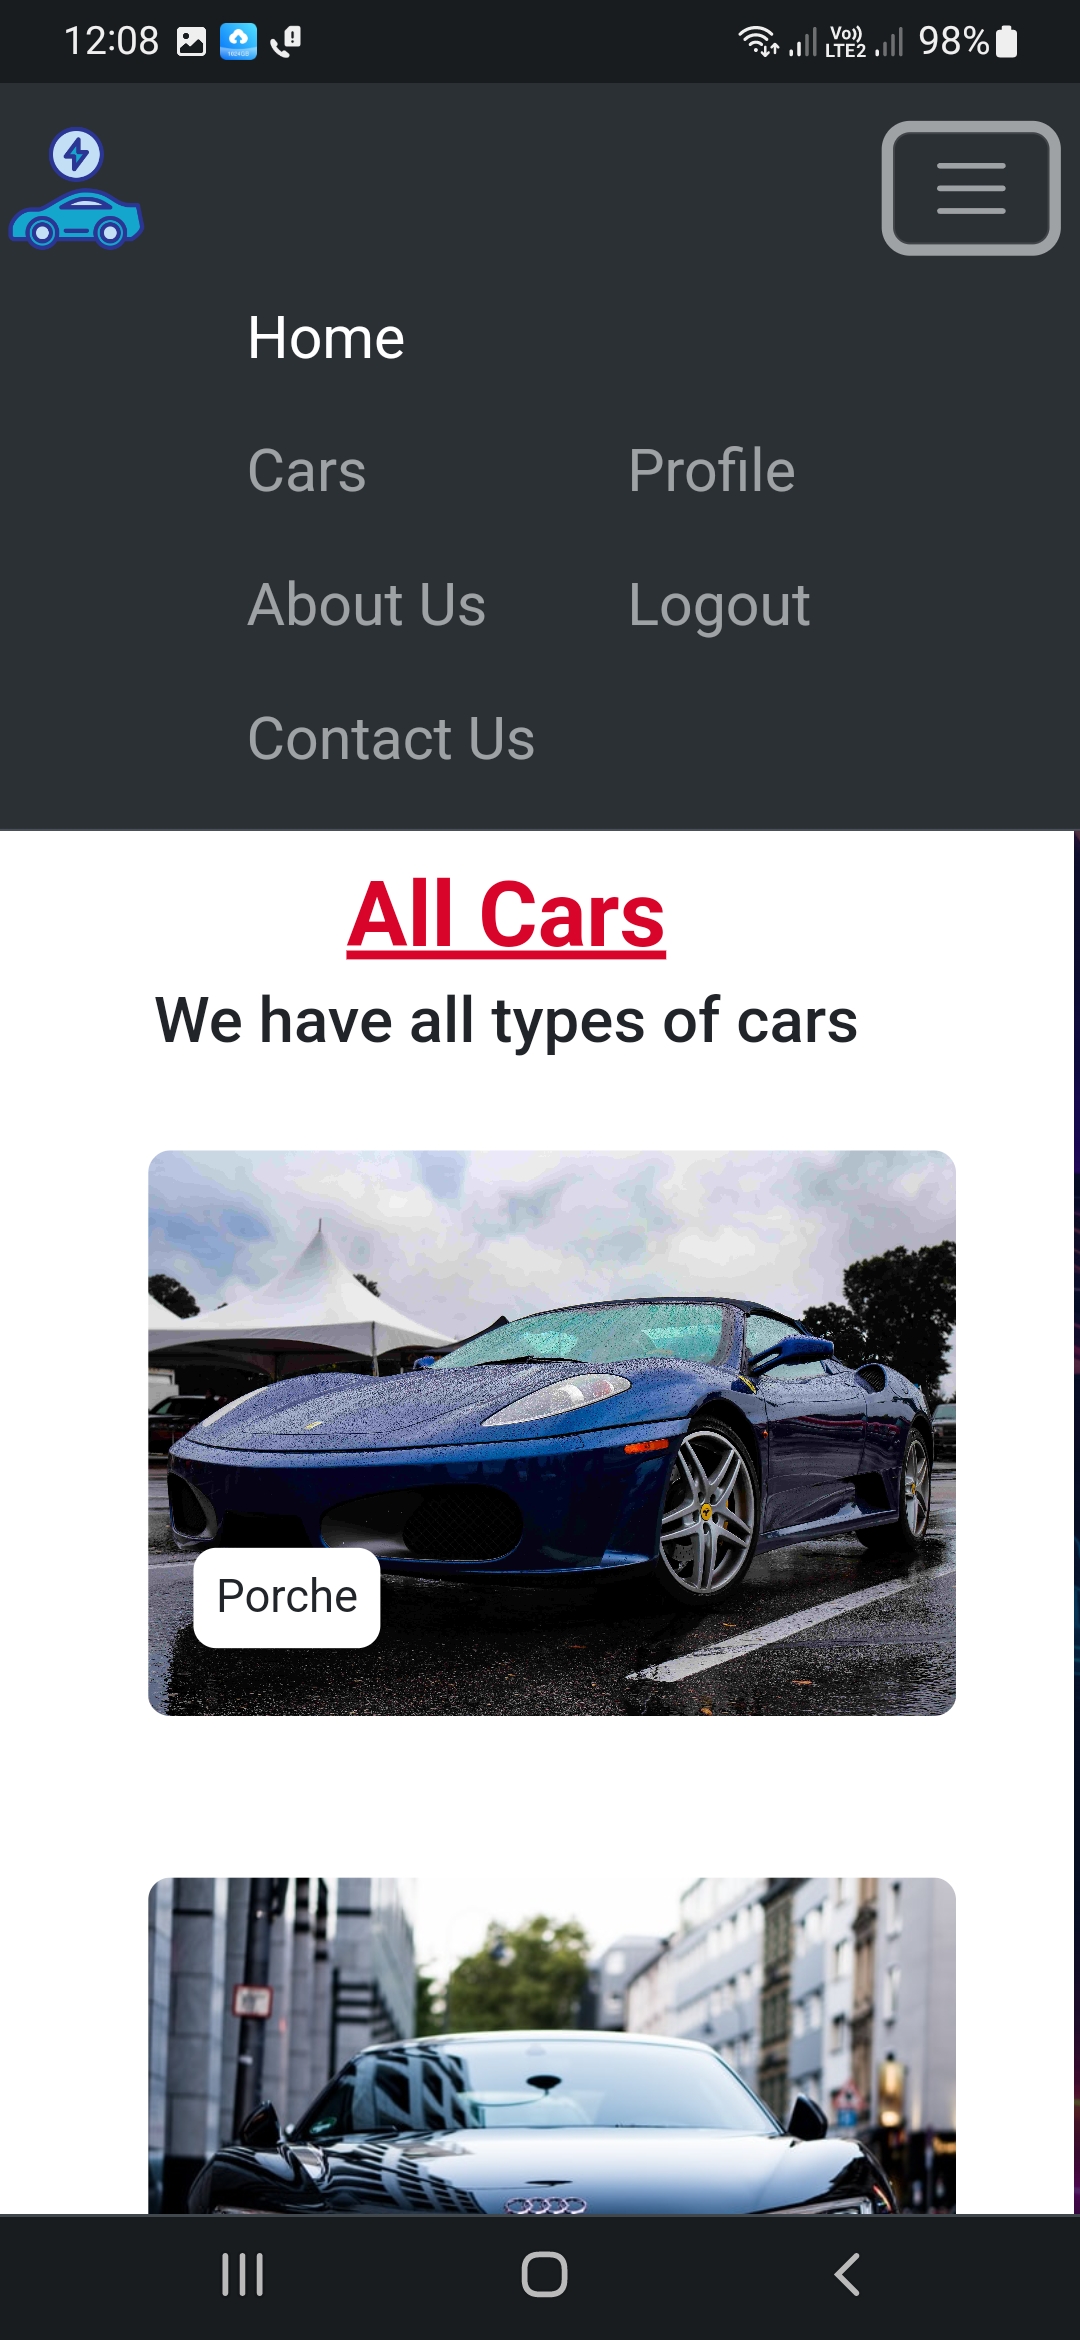 12:08
Vo)) LTE2 98%
Home
Cars Profile
About Us Logout
Contact Us
All Cars
We have all types of cars
Porche